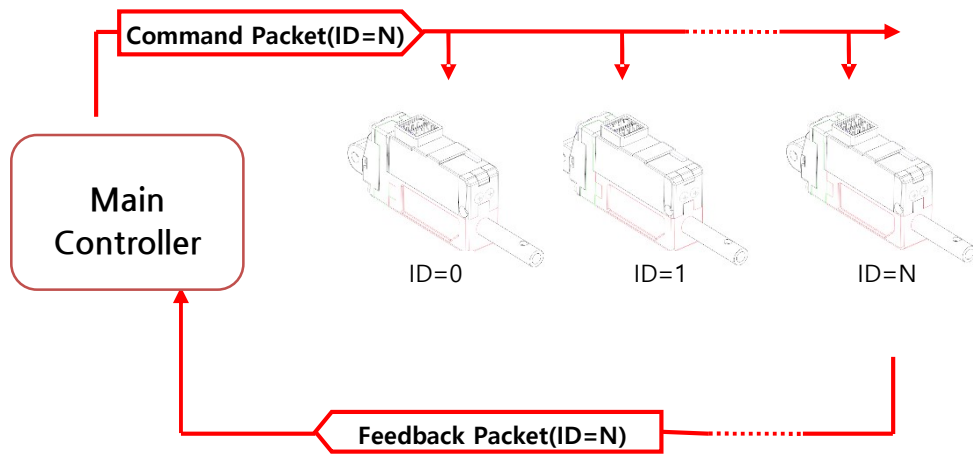 Command Packet(ID=N)
Main
Controller
ID=0
ID=1
ID=N
Feedback Packet(ID=N)